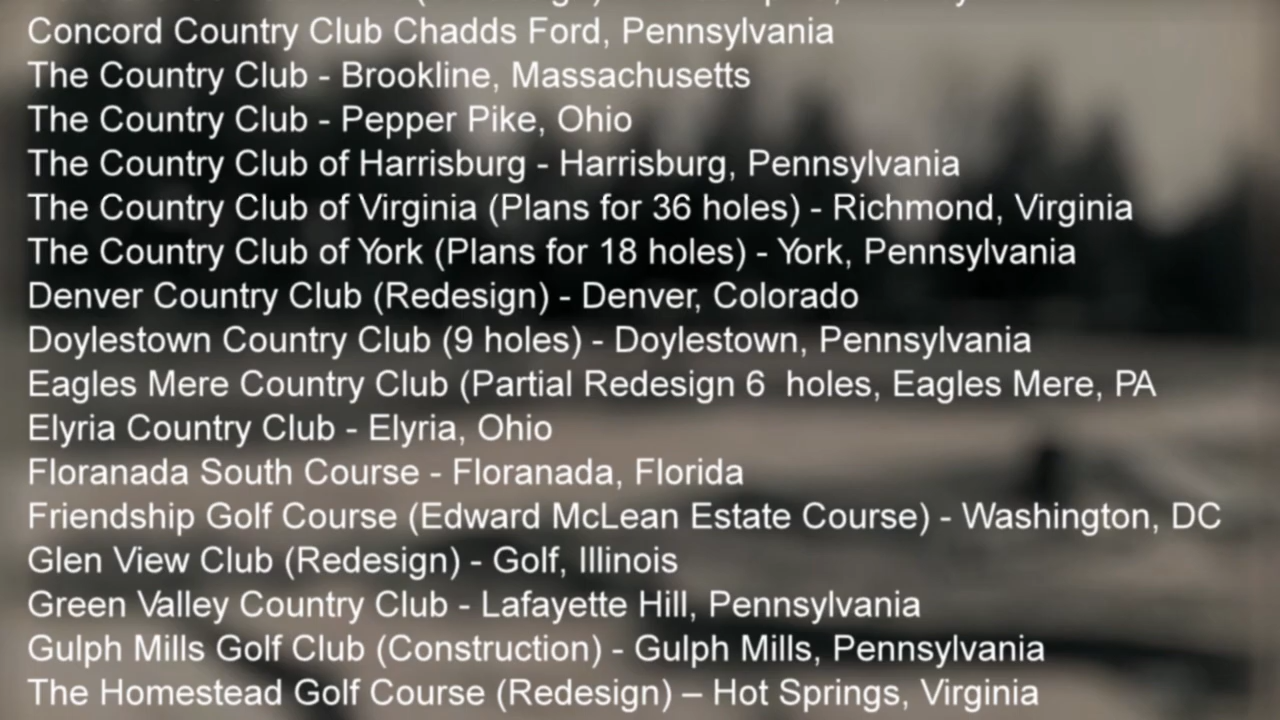 Concord Country Club Chadds Ford, Pennsylvania
The Country Club - Brookline, Massachusetts
The Country Club - Pepper Pike, Ohio
The Country Club of Harrisburg - Harrisburg, Pennsylvania
The Country Club of Virginia (Plans for 36 holes) - Richmond, Virginia
The Country Club of York (Plans for 18 holes) - York, Pennsylvania
Denver Country Club (Redesign) - Denver, Colorado
Doylestown Country Club (9 holes) - Doylestown, Pennsylvania
Eagles Mere Country Club (Partial Redesign 6  holes, Eagles Mere, PA
Elyria Country Club - Elyria, Ohio
Floranada South Course - Floranada, Florida
Friendship Golf Course (Edward McLean Estate Course) - Washington, DC
Glen View Club (Redesign) - Golf, Illinois
Green Valley Country Club - Lafayette Hill, Pennsylvania
Gulph Mills Golf Club (Construction) - Gulph Mills, Pennsylvania
The Homestead Golf Course (Redesign) – Hot Springs, Virginia